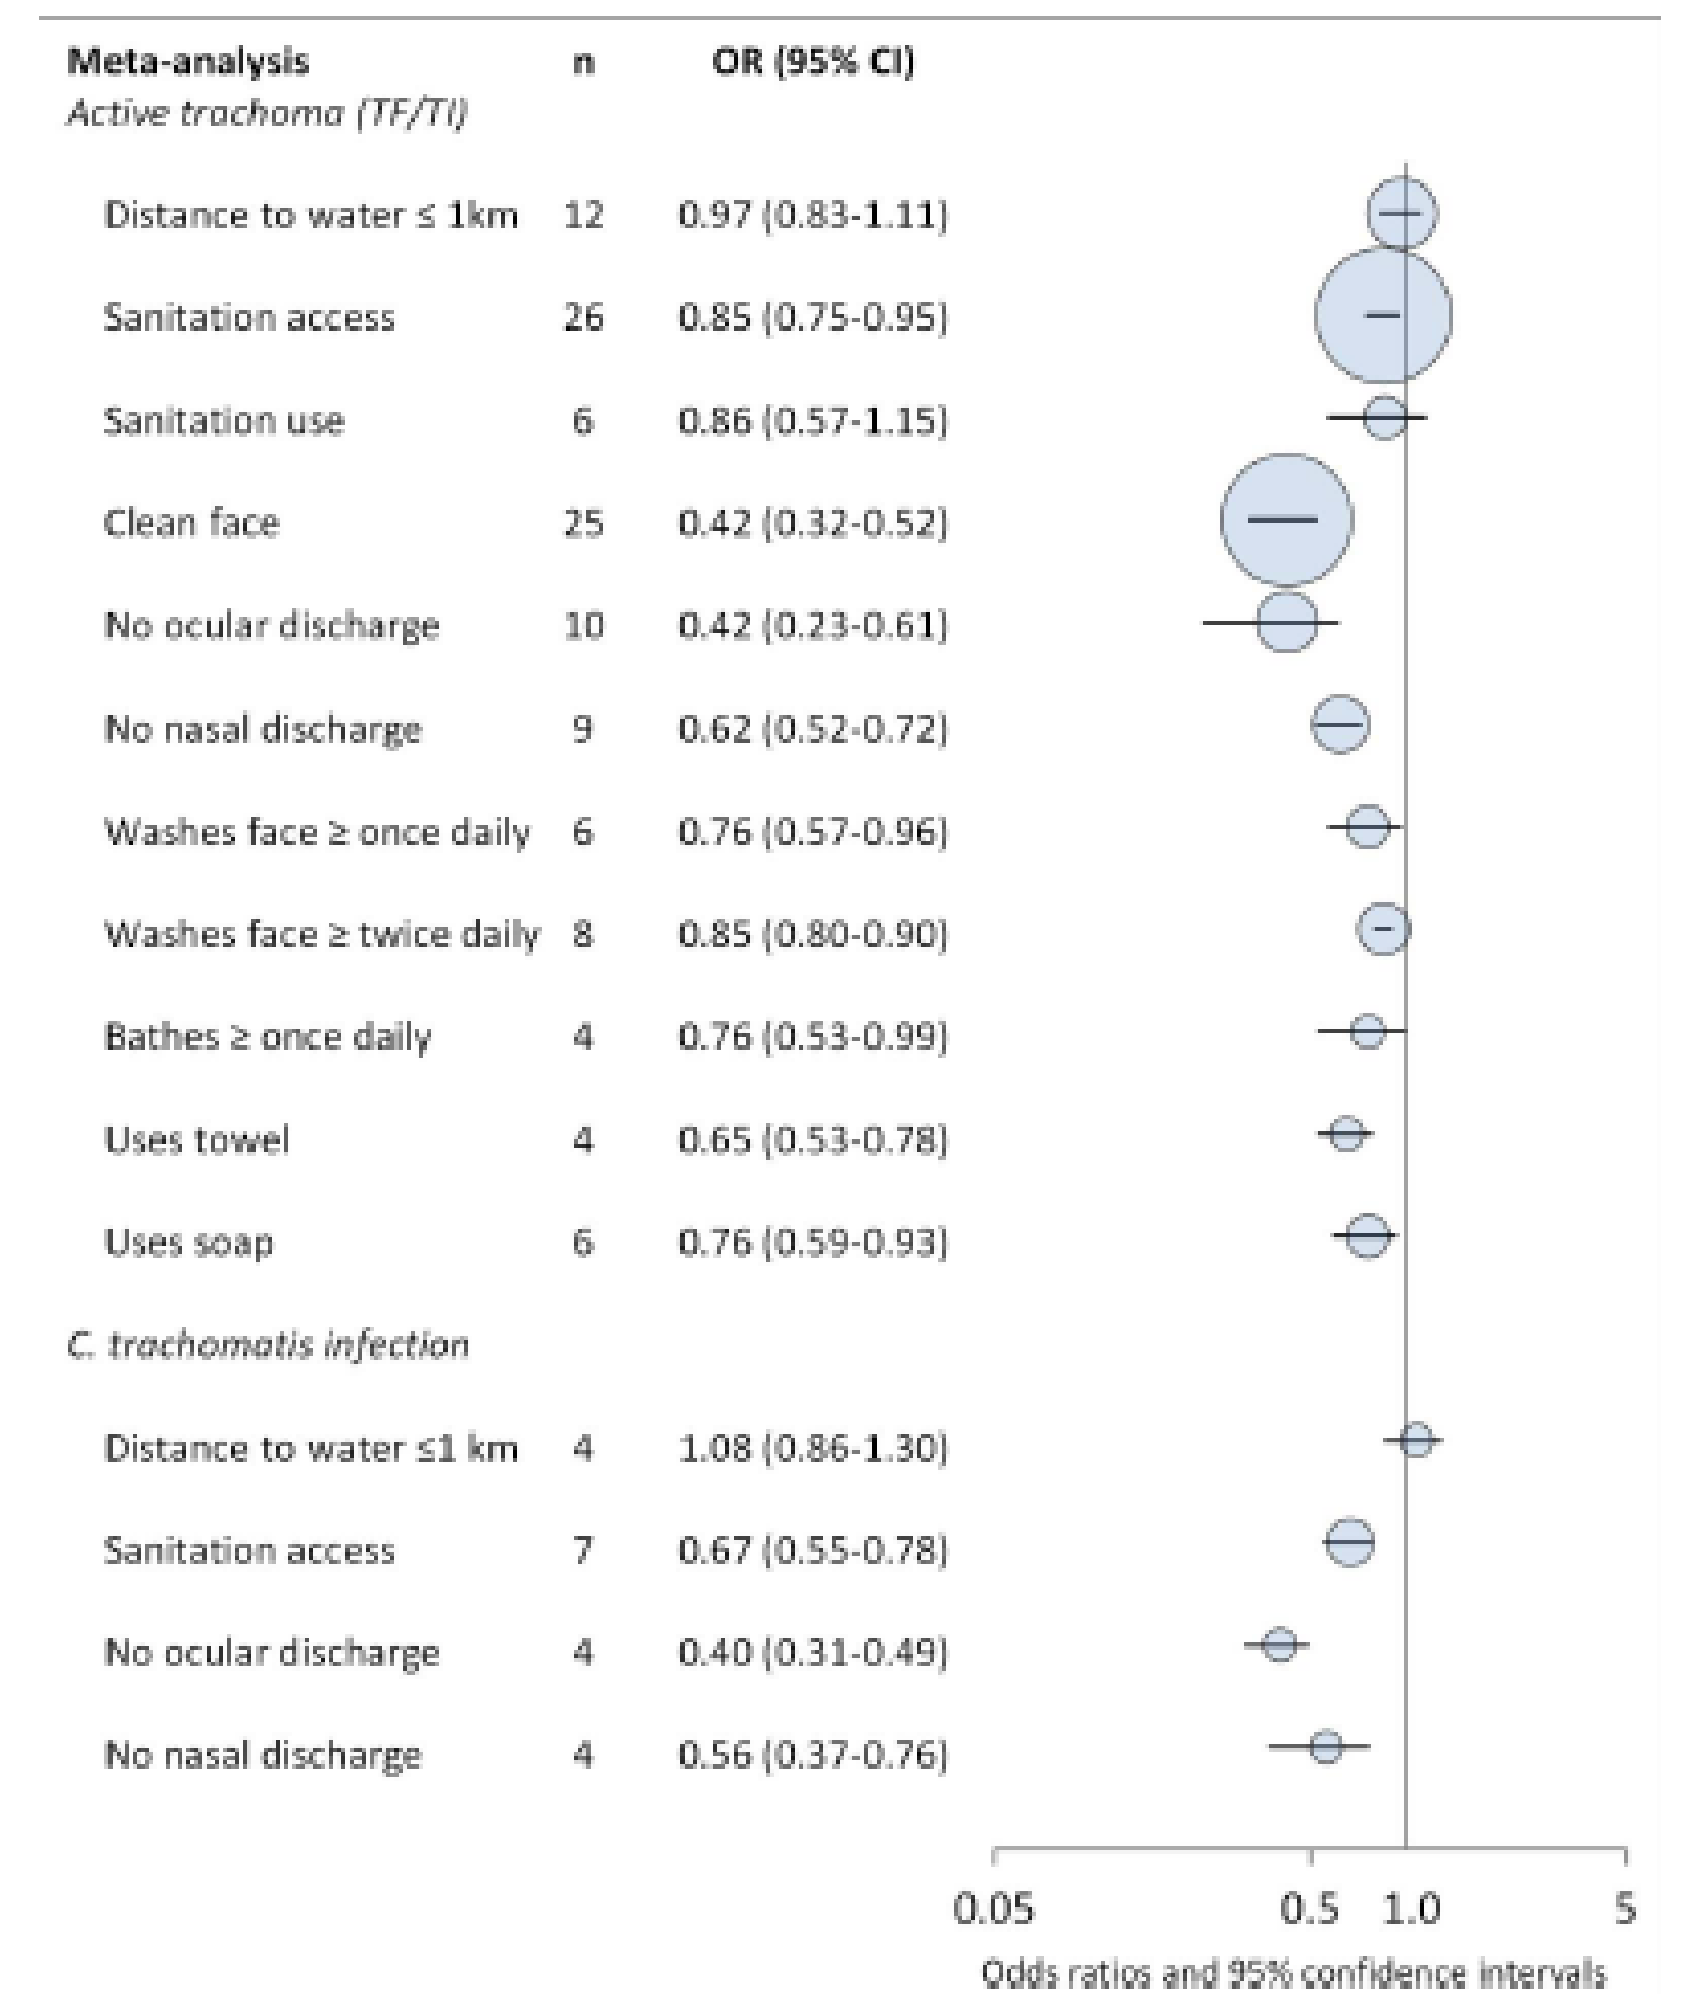 Meta-analysis n OR (95% CI)
Active trachoma (TF/TI)
Distance to water ≤ 1km 12 0.97 (0.83-1.11)
Sanitation access 26 0.85 (0.75-0.95)
Sanitation use 6 0.86 (0.57-1.15)
Clean face 25 0.42 (0.32-0.52)
No ocular discharge 10 0.42 (0.23-0.61)
No nasal discharge 9 0.62 (0.52-0.72)
Washes face ≥ once daily 6 0.76 (0.57-0.96)
Washes face ≥ twice daily 8 0.85 (0.80-0.90)
Bathes ≥ once daily 4 0.76 (0.53-0.99)
Uses towel 4 0.65 (0.53-0.78)
Uses soap 6 0.76 (0.59-0.93)
C. trachomatis infection
Distance to water ≤1 km 4 1.08 (0.86-1.30)
Sanitation access 7 0.67 (0.55-0.78)
No ocular discharge 4 0.40 (0.31-0.49)
No nasal discharge 4 0.56 (0.37-0.76)
0.05 0.5 1.0 5
Odds ratios and 95% confidence intervals